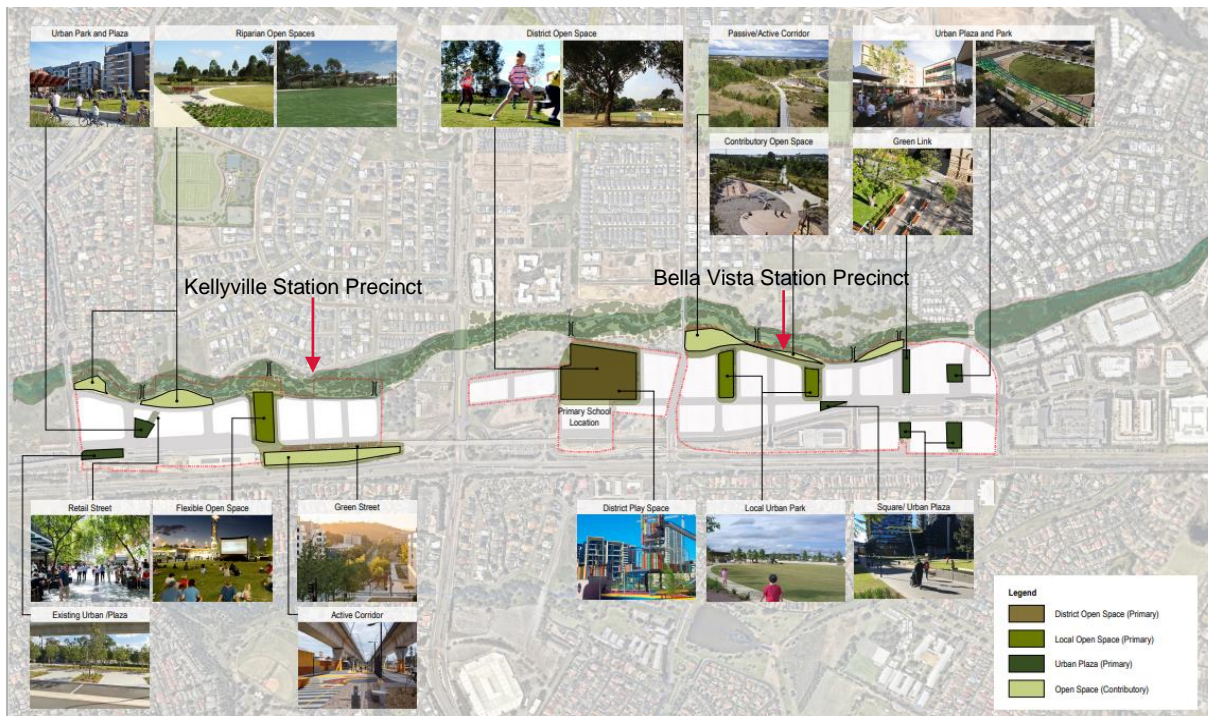 Urban Park and Plaza
Riparian Open Spaces
District Open Space
Passive/Active Corridor
Urban Plaza and Park
Contributory Open Space
Green Link
Kellyville Station Precinct
Bella Vista Station Precinct
Primary School
Location
Retail Street
Flexible Open Space
Green Street
District Play Space
Local Urban Park
Square/ Urban Plaza
Existing Urban /Plaza
Active Corridor
Legend
District Open Space (Primary)
Local Open Space (Primary)
Urban Plaza (Primary)
Open Space (Contributory)